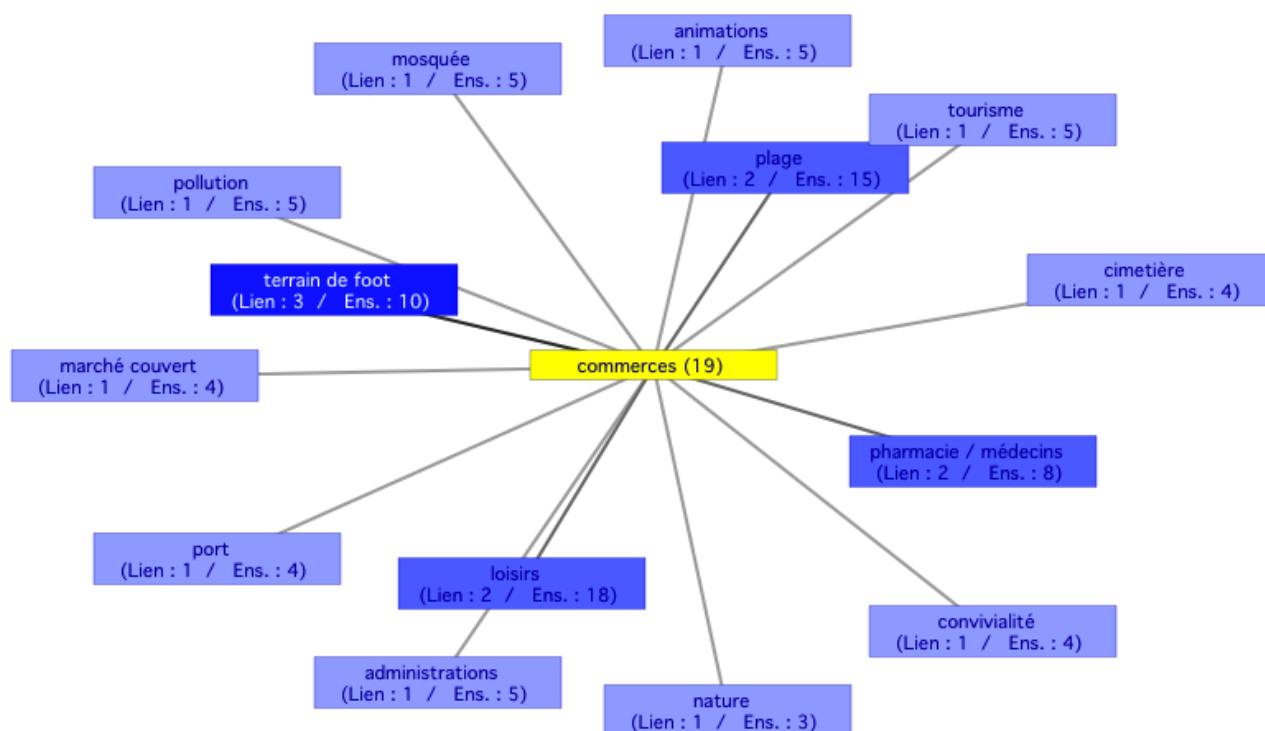 animations
(Lien : 1 / Ens. : 5)
mosquée
(Lien : 1 / Ens. : 5)
tourisme
(Lien : 1 / Ens. : 5)
plage
(Lien : 2 / Ens. : 15)
pollution
(Lien : 1 / Ens. : 5)
terrain de foot
(Lien : 3 / Ens. : 10)
cimetière
(Lien : 1 / Ens. : 4)
marché couvert
(Lien : 1 / Ens. : 4)
commerces (19)
pharmacie / médecins
(Lien : 2 / Ens. : 8)
port
(Lien : 1 / Ens. : 4)
loisirs
(Lien : 2 / Ens. : 18)
convivialité
(Lien : 1 / Ens. : 4)
administrations
(Lien : 1 / Ens. : 5)
nature
(Lien : 1 / Ens. : 3)